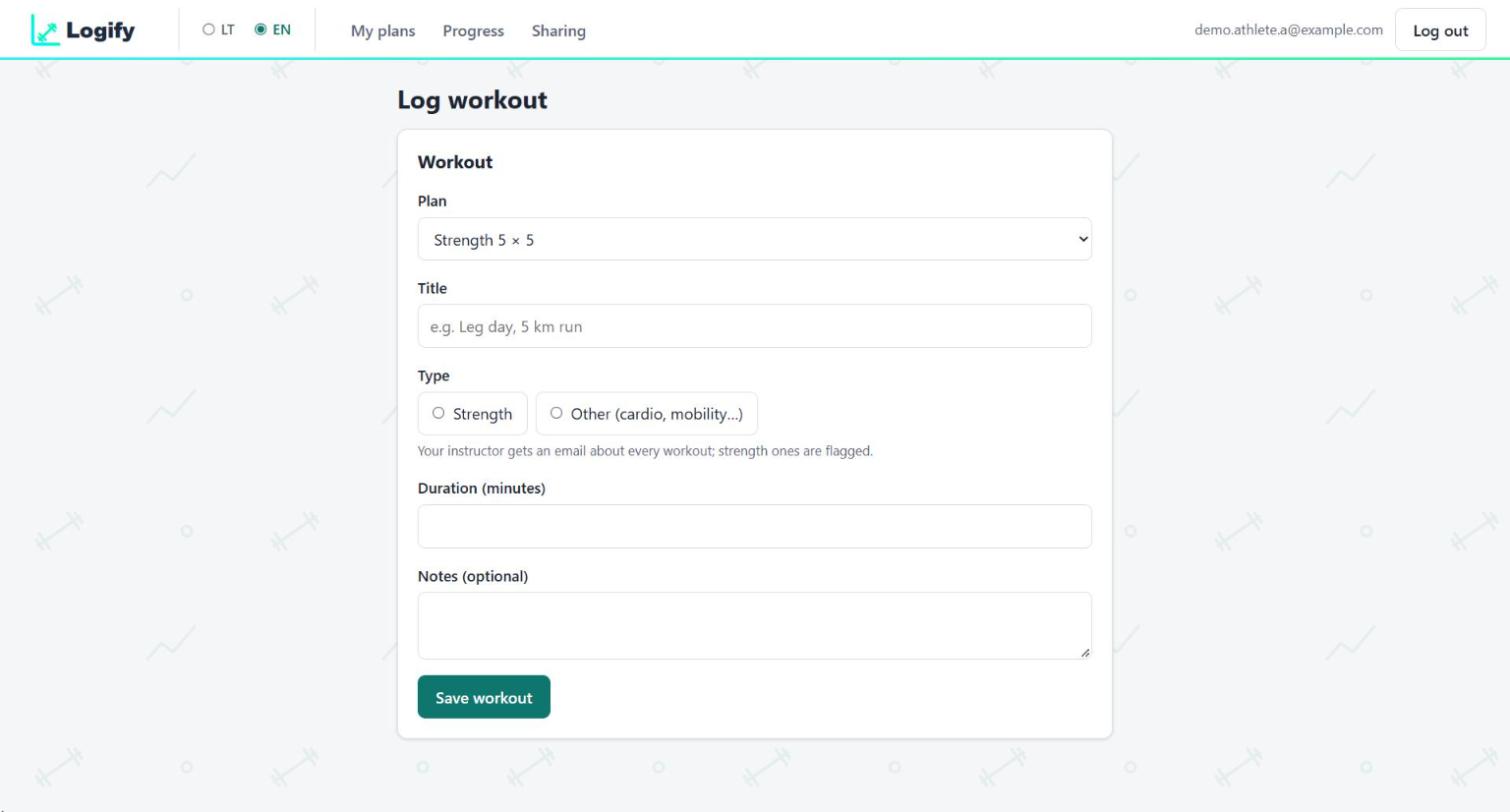 Logify
LT EN
My plans Progress Sharing
demo.athlete.a@example.com Log out
Log workout
Workout
Plan
Strength 5 × 5
Title
e.g. Leg day, 5 km run
Type
Strength Other (cardio, mobility…)
Your instructor gets an email about every workout; strength ones are flagged.
Duration (minutes)
Notes (optional)
Save workout